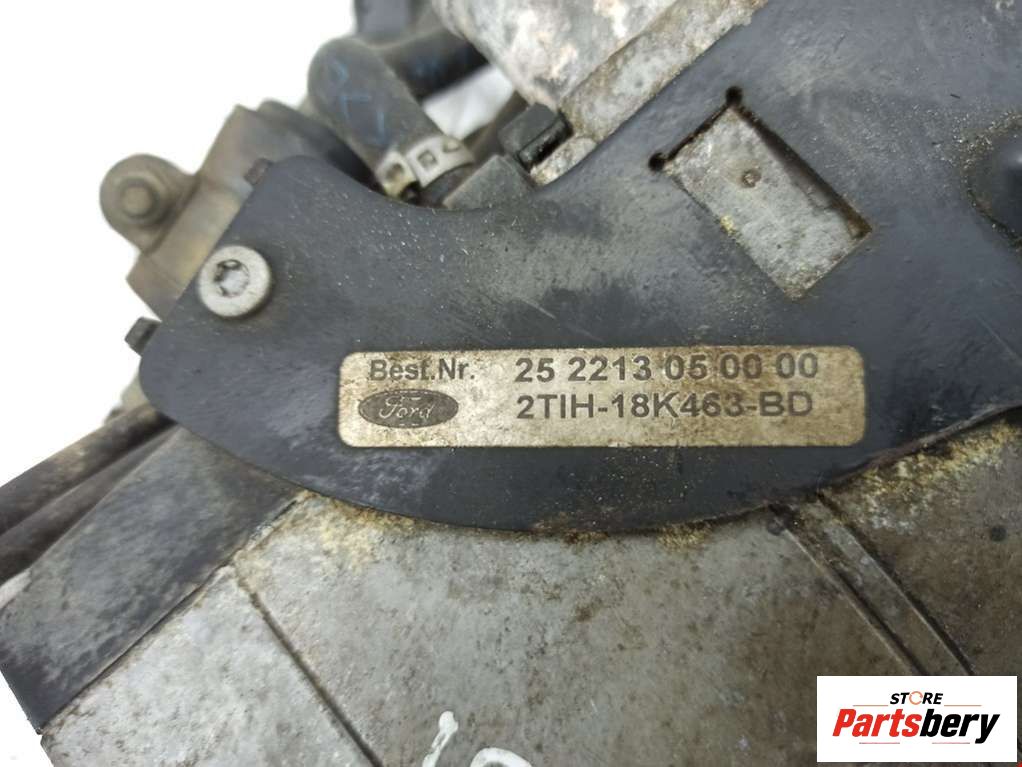 Best.Nr. 25 2213 05 00 00
Ford 2TIH-18K463-BD
STORE
Partsbery